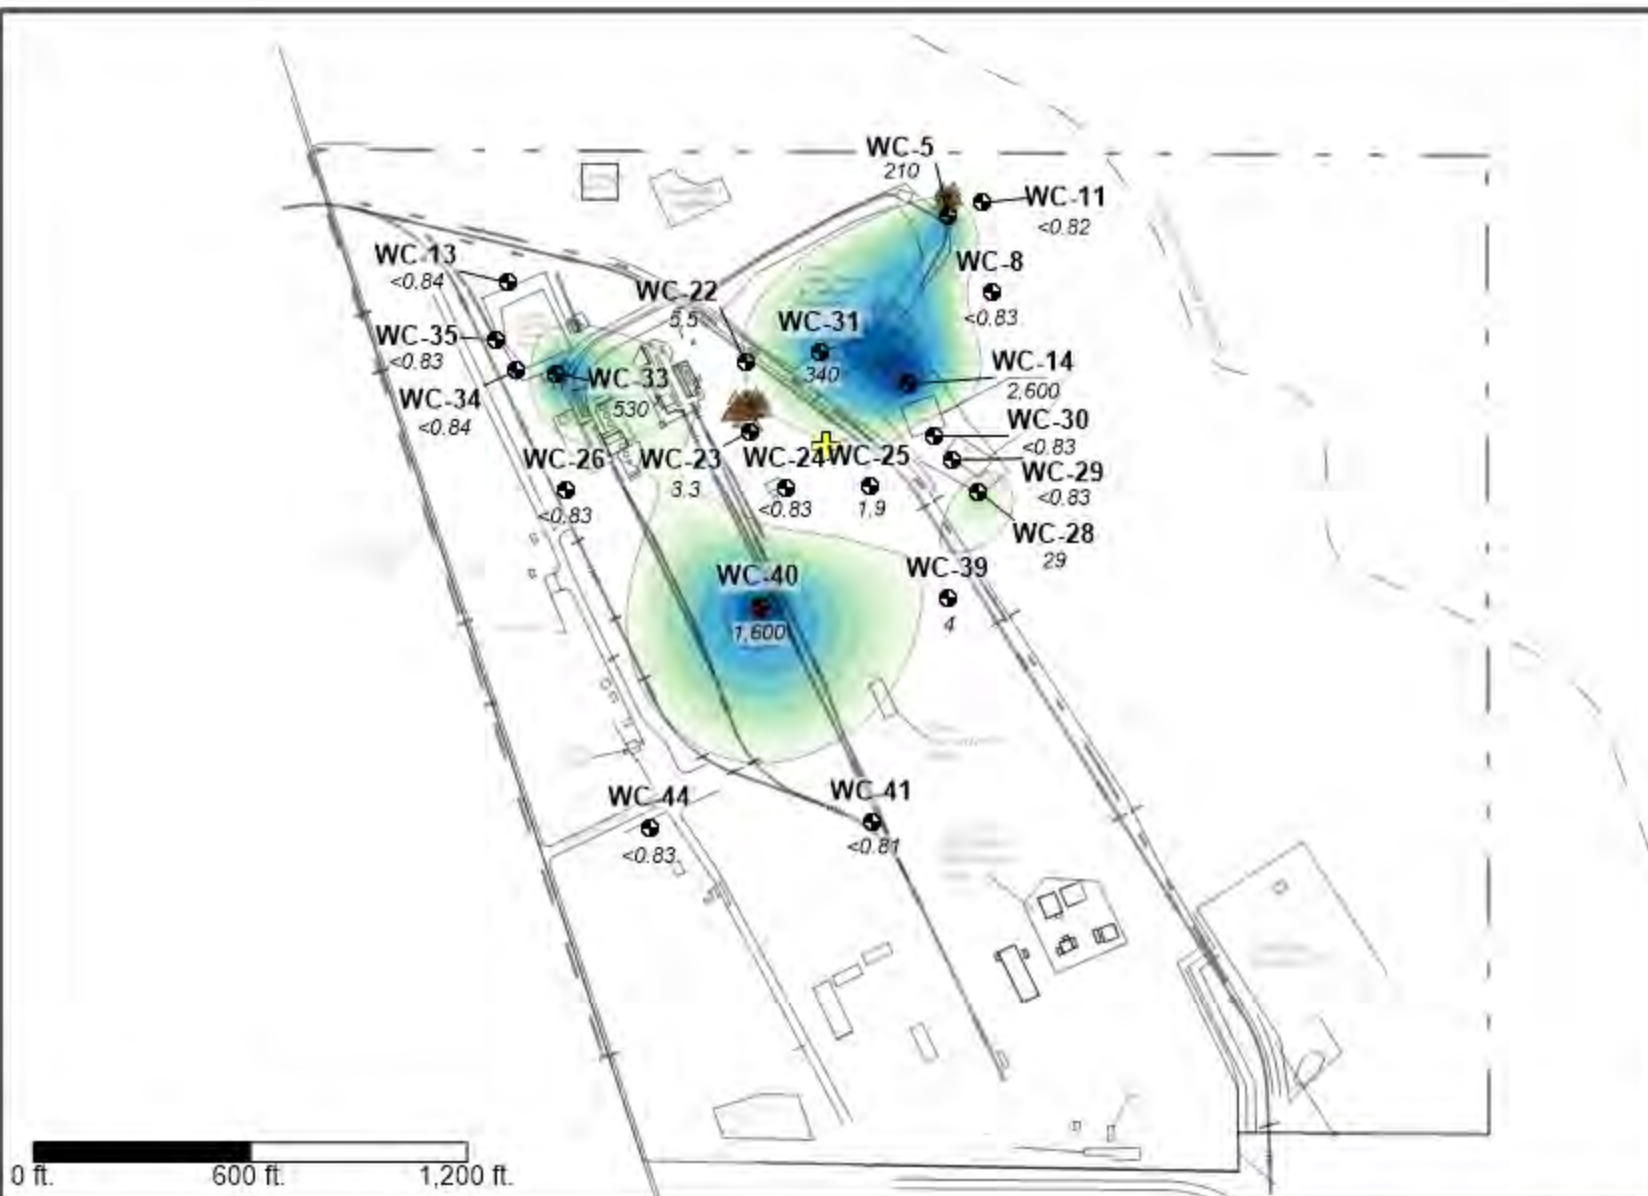 WC-5
210
WC-11
<0.82
WC-13
<0.84
WC-8
<0.83
WC-22
5.5
WC-31
340
WC-35
<0.83
WC-14
2,600
WC-33
530
WC-34
<0.84
WC-30
<0.83
WC-26
<0.83
WC-23
3.3
WC-24
<0.83
WC-25
1.9
WC-29
<0.83
WC-28
29
WC-40
1,600
WC-39
4
WC-44
<0.83
WC-41
<0.81
0 ft. 600 ft. 1,200 ft.